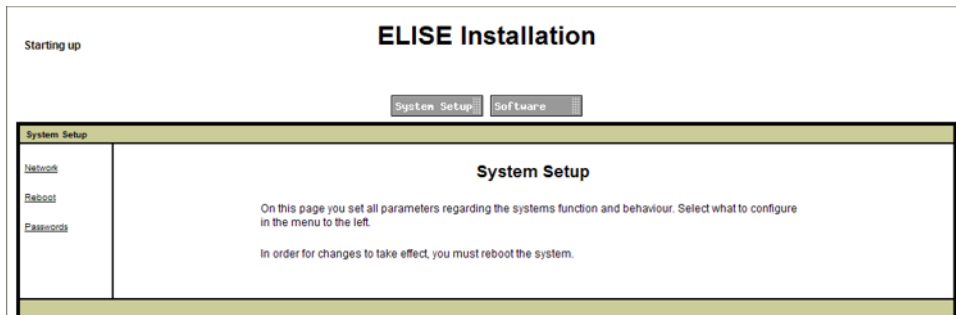 Starting up
ELISE Installation
System Setup
Software
System Setup
Network
Reboot
Passwords
System Setup
On this page you set all parameters regarding the systems function and behaviour. Select what to configure
in the menu to the left.
In order for changes to take effect, you must reboot the system.